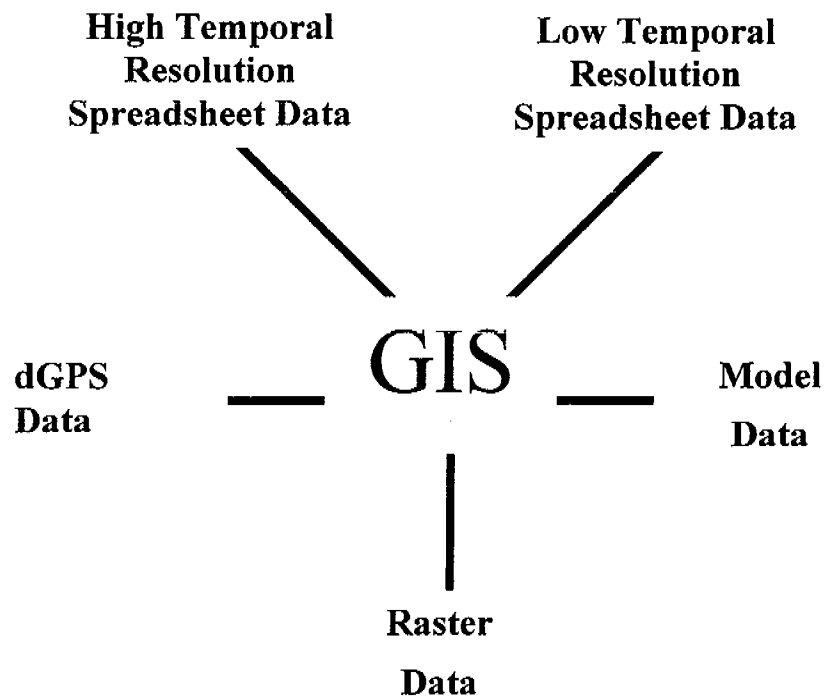 High Temporal
Resolution
Spreadsheet Data
Low Temporal
Resolution
Spreadsheet Data
GIS
dGPS
Data
Model
Data
Raster
Data